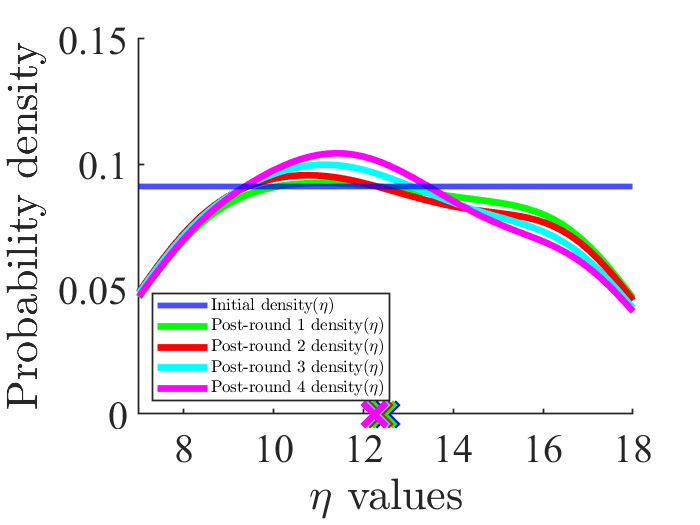 0.15
0.1
0.05
0
Probability density
Initial density(η)
Post-round 1 density(η)
Post-round 2 density(η)
Post-round 3 density(η)
Post-round 4 density(η)
8 10 12 14 16 18
η values